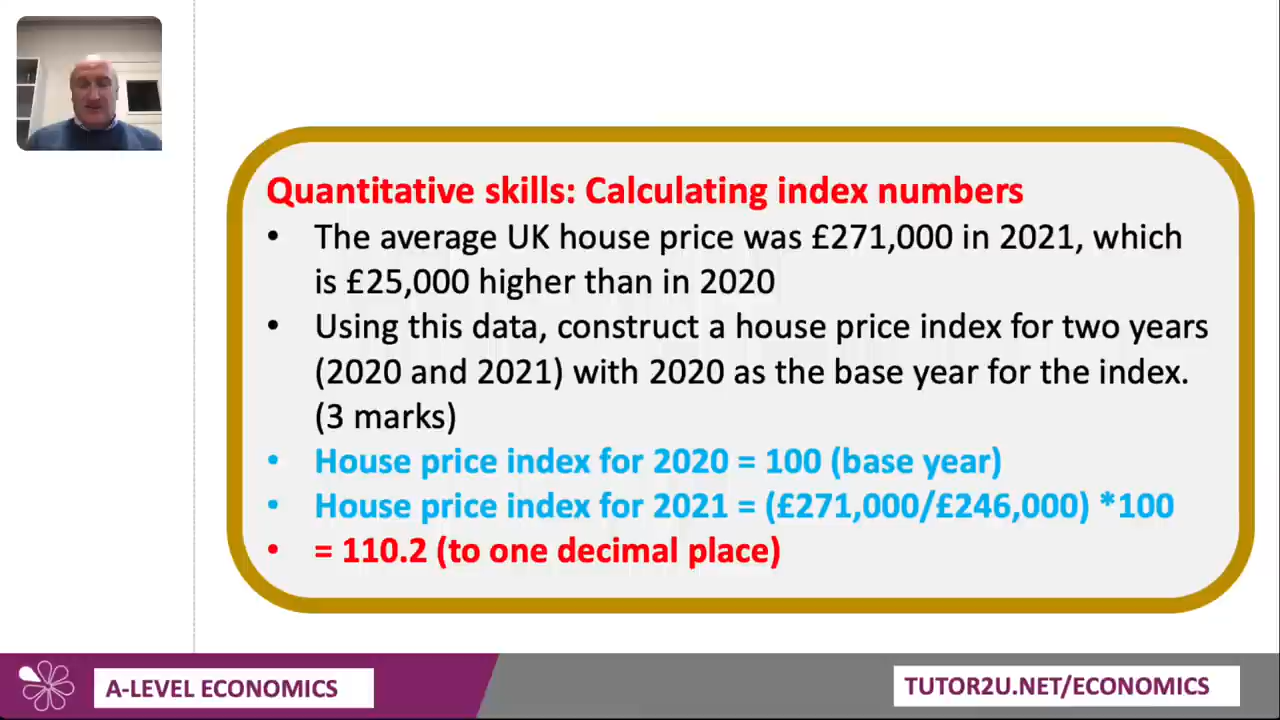 Quantitative skills: Calculating index numbers
• The average UK house price was £271,000 in 2021, which
is £25,000 higher than in 2020
• Using this data, construct a house price index for two years
(2020 and 2021) with 2020 as the base year for the index.
(3 marks)
• House price index for 2020 = 100 (base year)
• House price index for 2021 = (£271,000/£246,000) *100
• = 110.2 (to one decimal place)
A-LEVEL ECONOMICS
TUTOR2U.NET/ECONOMICS